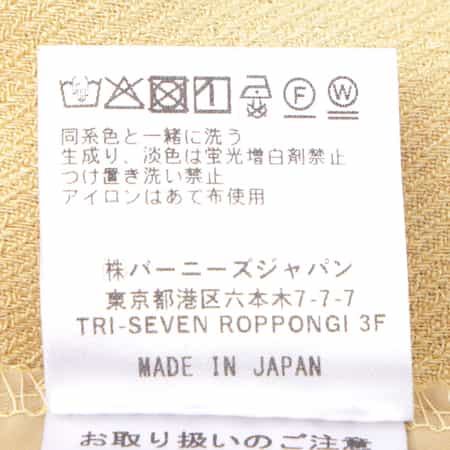 F W
同系色と一緒に洗う
生成り、淡色は蛍光増白剤禁止
つけ置き洗い禁止
アイロンはあて布使用
株バーニーズジャパン
東京都港区六本木7-7-7
TRI-SEVEN ROPPONGI 3F
MADE IN JAPAN
お取り扱いのご注意